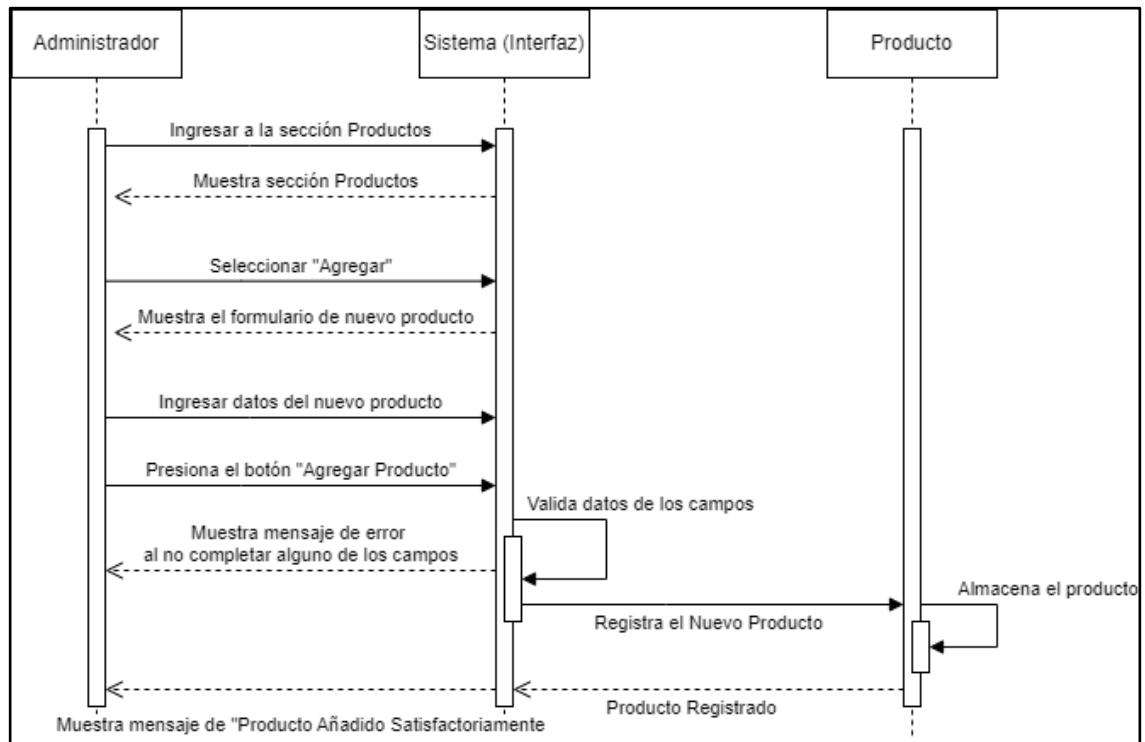 Administrador
Sistema (Interfaz)
Producto
Ingresar a la sección Productos
Muestra sección Productos
Seleccionar "Agregar"
Muestra el formulario de nuevo producto
Ingresar datos del nuevo producto
Presiona el botón "Agregar Producto"
Valida datos de los campos
Muestra mensaje de error
al no completar alguno de los campos
Almacena el producto
Registra el Nuevo Producto
Producto Registrado
Muestra mensaje de "Producto Añadido Satisfactoriamente